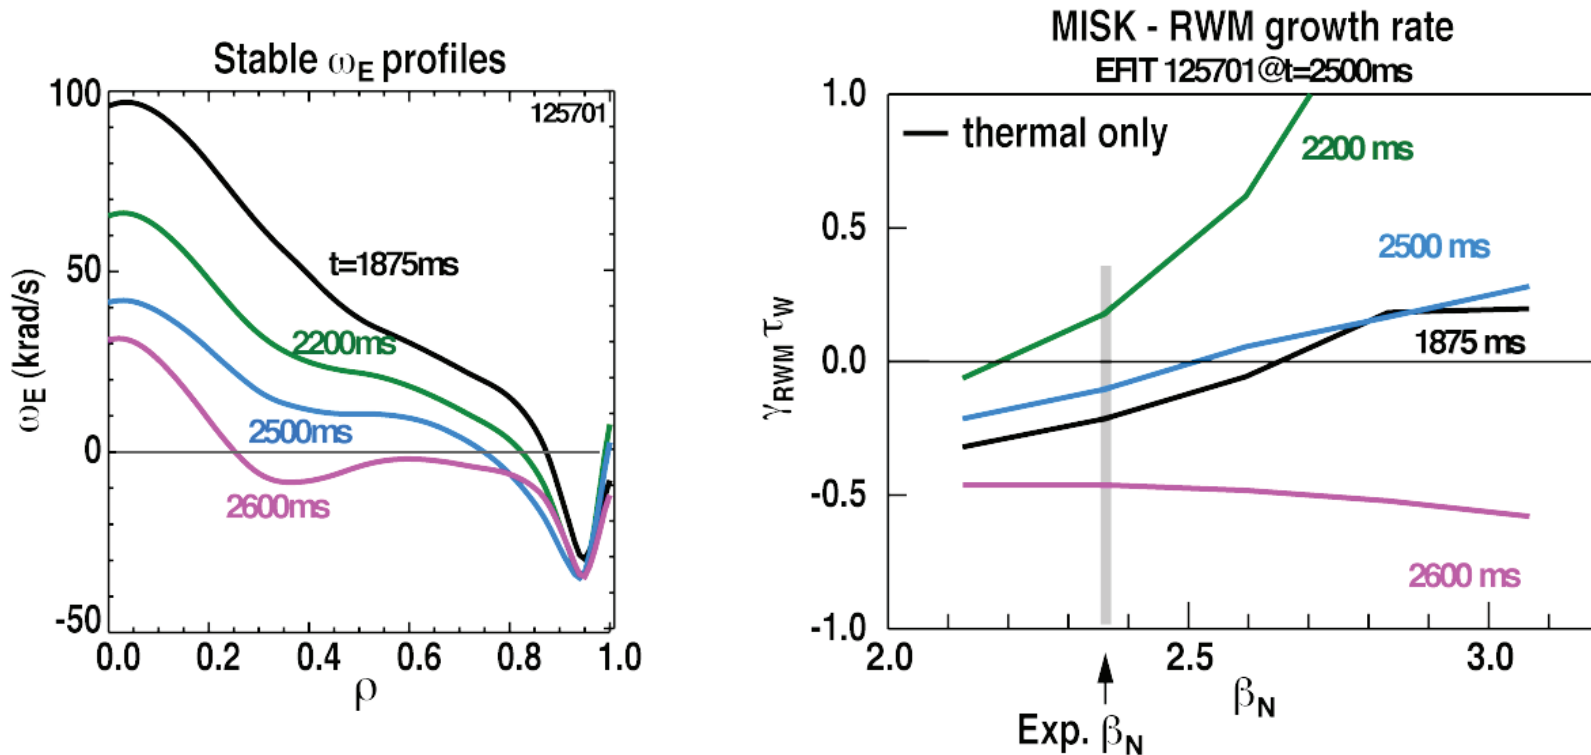 Stable ωE profiles
125701
100
50
0
-50
ωE (krad/s)
t=1875ms
2200ms
2500ms
2600ms
0.0 0.2 0.4 0.6 0.8 1.0
ρ
MISK - RWM growth rate
EFIT 125701@t=2500ms
1.0
0.5
0.0
-0.5
-1.0
γRWM τW
thermal only
2200 ms
2500 ms
1875 ms
2600 ms
2.0 2.5 3.0
βN
Exp. βN